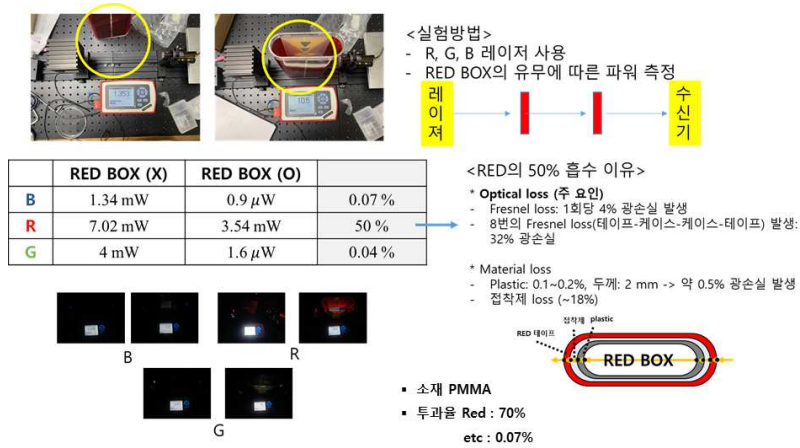 <실험방법>
- R, G, B 레이저 사용
- RED BOX의 유무에 따른 파워 측정
레이져
수신기
RED BOX (X) RED BOX (O)
B 1.34 mW 0.9 μW 0.07 %
R 7.02 mW 3.54 mW 50 %
G 4 mW 1.6 μW 0.04 %
<RED의 50% 흡수 이유>
* Optical loss (주 요인)
- Fresnel loss: 1회당 4% 광손실 발생
- 8번의 Fresnel loss(테이프-케이스-케이스-테이프) 발생:
32% 광손실
* Material loss
- Plastic: 0.1~0.2%, 두께: 2 mm -> 약 0.5% 광손실 발생
- 접착제 loss (~18%)
B
R
G
접착제
plastic
RED 테이프
RED BOX
▪ 소재 PMMA
▪ 투과율 Red : 70%
etc : 0.07%